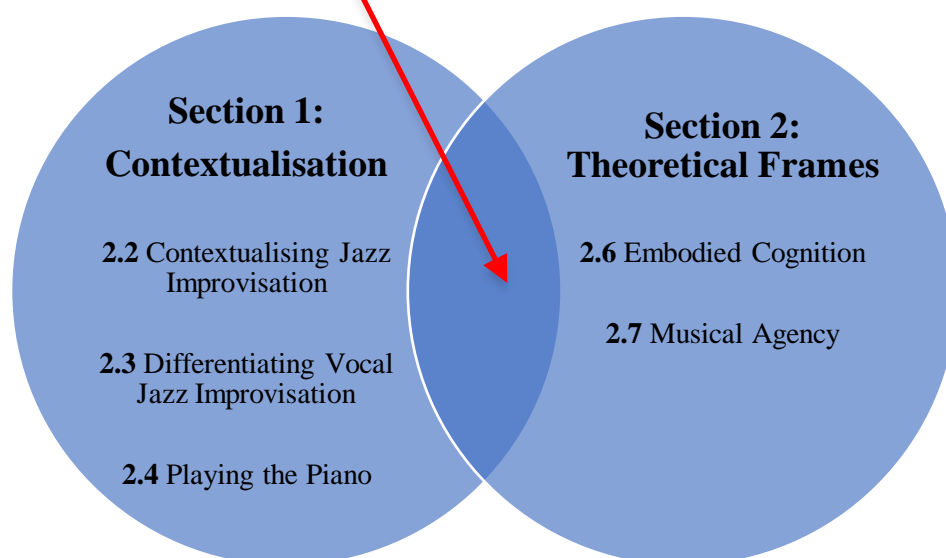 Section 1:
Contextualisation
2.2 Contextualising Jazz
Improvisation
2.3 Differentiating Vocal
Jazz Improvisation
2.4 Playing the Piano
Section 2:
Theoretical Frames
2.6 Embodied Cognition
2.7 Musical Agency